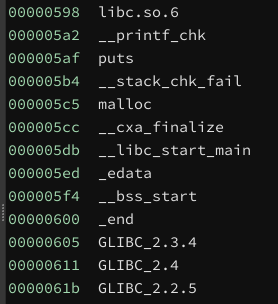 00000598 libc.so.6
000005a2 __printf_chk
000005af puts
000005b4 __stack_chk_fail
000005c5 malloc
000005cc __cxa_finalize
000005db __libc_start_main
000005ed _edata
000005f4 __bss_start
00000600 _end
00000605 GLIBC_2.3.4
00000611 GLIBC_2.4
0000061b GLIBC_2.2.5